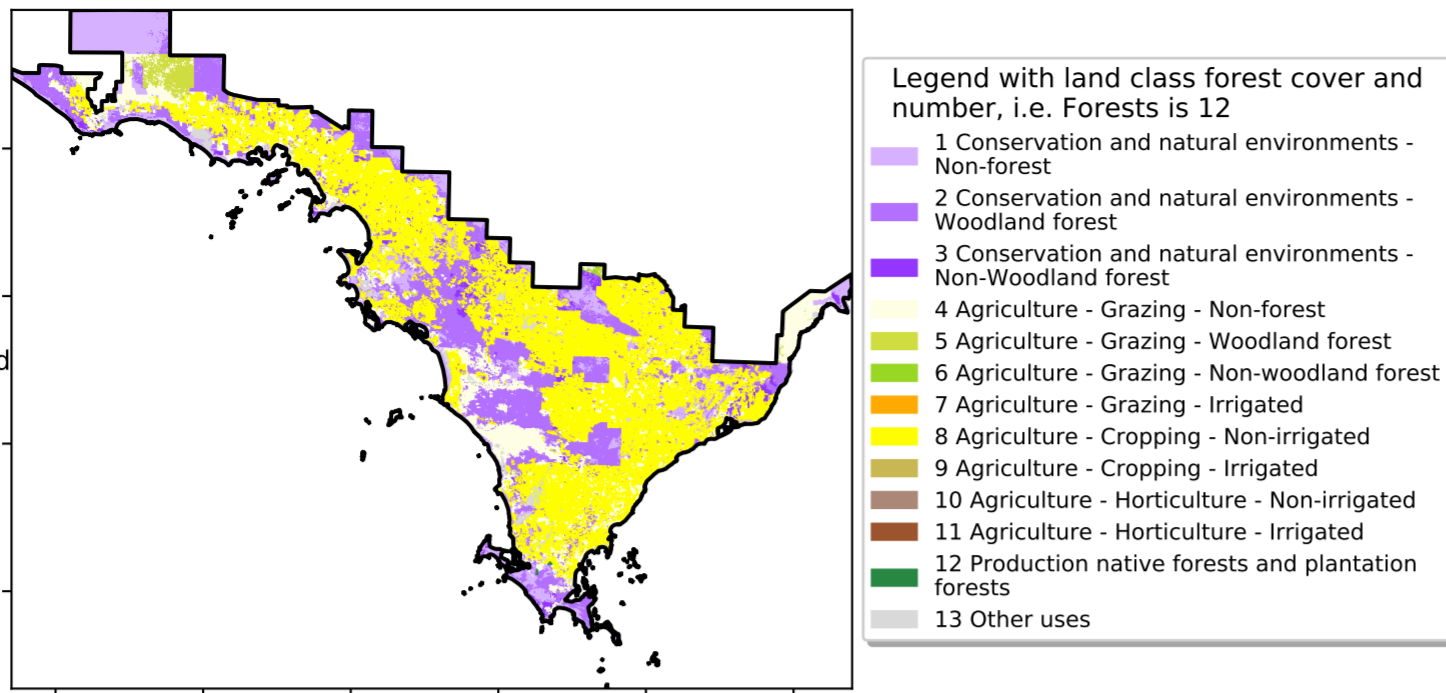 d
Legend with land class forest cover and
number, i.e. Forests is 12
1 Conservation and natural environments -
Non-forest
2 Conservation and natural environments -
Woodland forest
3 Conservation and natural environments -
Non-Woodland forest
4 Agriculture - Grazing - Non-forest
5 Agriculture - Grazing - Woodland forest
6 Agriculture - Grazing - Non-woodland forest
7 Agriculture - Grazing - Irrigated
8 Agriculture - Cropping - Non-irrigated
9 Agriculture - Cropping - Irrigated
10 Agriculture - Horticulture - Non-irrigated
11 Agriculture - Horticulture - Irrigated
12 Production native forests and plantation
forests
13 Other uses